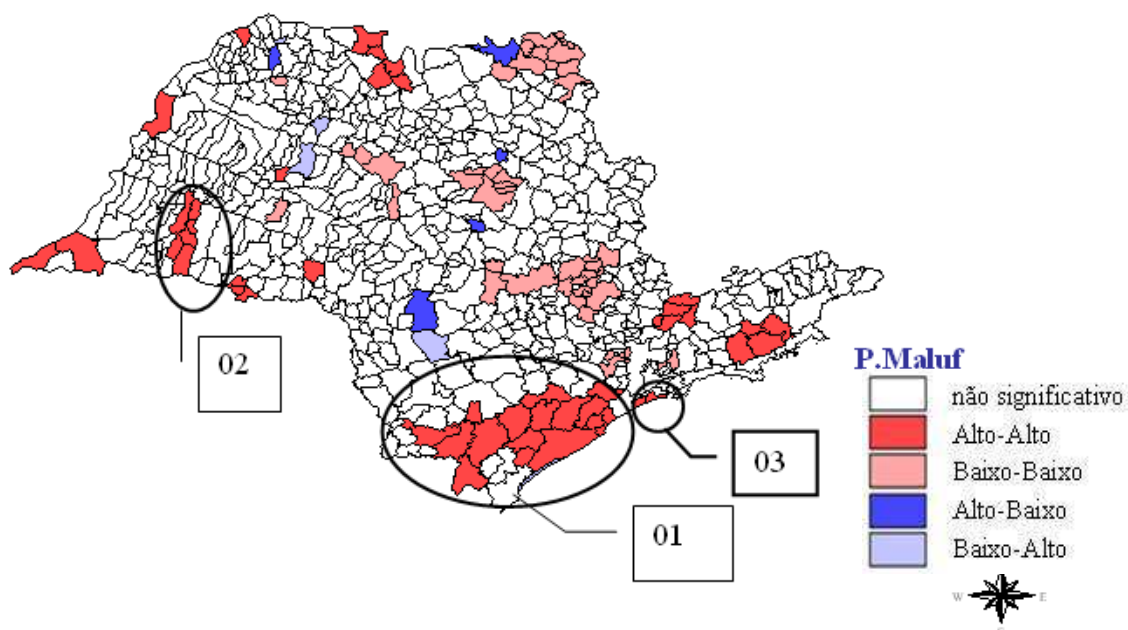 02
03
01
P.Maluf
não significativo
Alto-Alto
Baixo-Baixo
Alto-Baixo
Baixo-Alto
W E